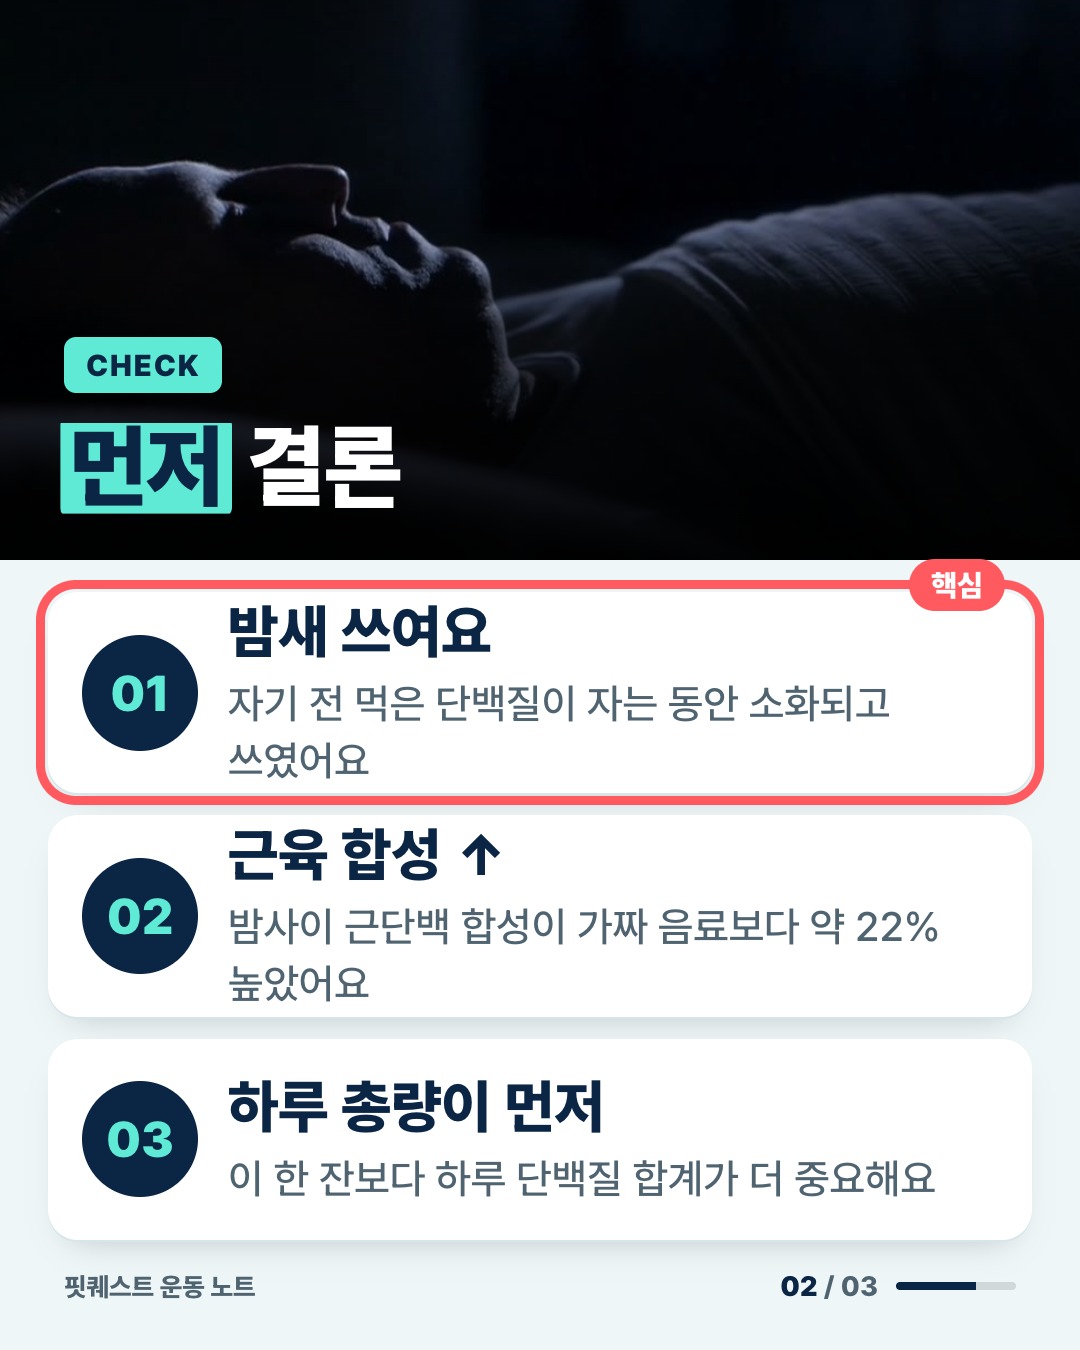 CHECK
먼저 결론
핵심
01
밤새 쓰여요
자기 전 먹은 단백질이 자는 동안 소화되고
쓰였어요
02
근육 합성 ↑
밤사이 근단백 합성이 가짜 음료보다 약 22%
높았어요
03
하루 총량이 먼저
이 한 잔보다 하루 단백질 합계가 더 중요해요
핏퀘스트 운동 노트
02 / 03